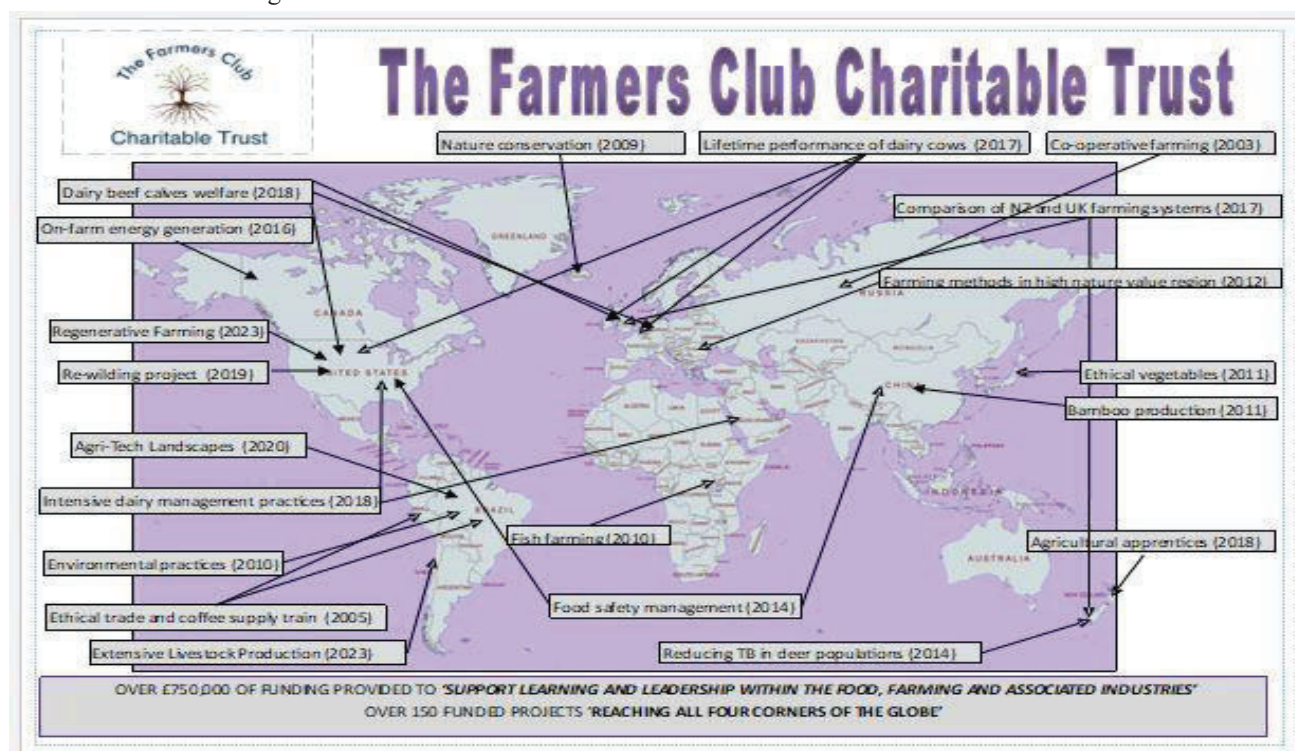 The Farmers Club
Charitable Trust
The Farmers Club Charitable Trust
Nature conservation (2009)
Lifetime performance of dairy cows (2017)
Co-operative farming (2003)
Dairy beef calves welfare (2018)
Comparison of NZ and UK farming systems (2017)
On-farm energy generation (2016)
GREENLAND
Farming methods in high nature value region (2012)
RUSSIA
CANADA
Regenerative Farming (2023)
Re-wilding project (2019)
UNITED STATES
CHINA
Ethical vegetables (2011)
Bamboo production (2011)
Agri-Tech Landscapes (2020)
Intensive dairy management practices (2018)
INDONESIA
BRAZIL
Fish farming (2010)
Agricultural apprentices (2018)
AUSTRALIA
Environmental practices (2010)
Ethical trade and coffee supply train (2005)
Food safety management (2014)
Extensive Livestock Production (2023)
Reducing TB in deer populations (2014)
OVER £750,000 OF FUNDING PROVIDED TO 'SUPPORT LEARNING AND LEADERSHIP WITHIN THE FOOD, FARMING AND ASSOCIATED INDUSTRIES'
OVER 150 FUNDED PROJECTS 'REACHING ALL FOUR CORNERS OF THE GLOBE'